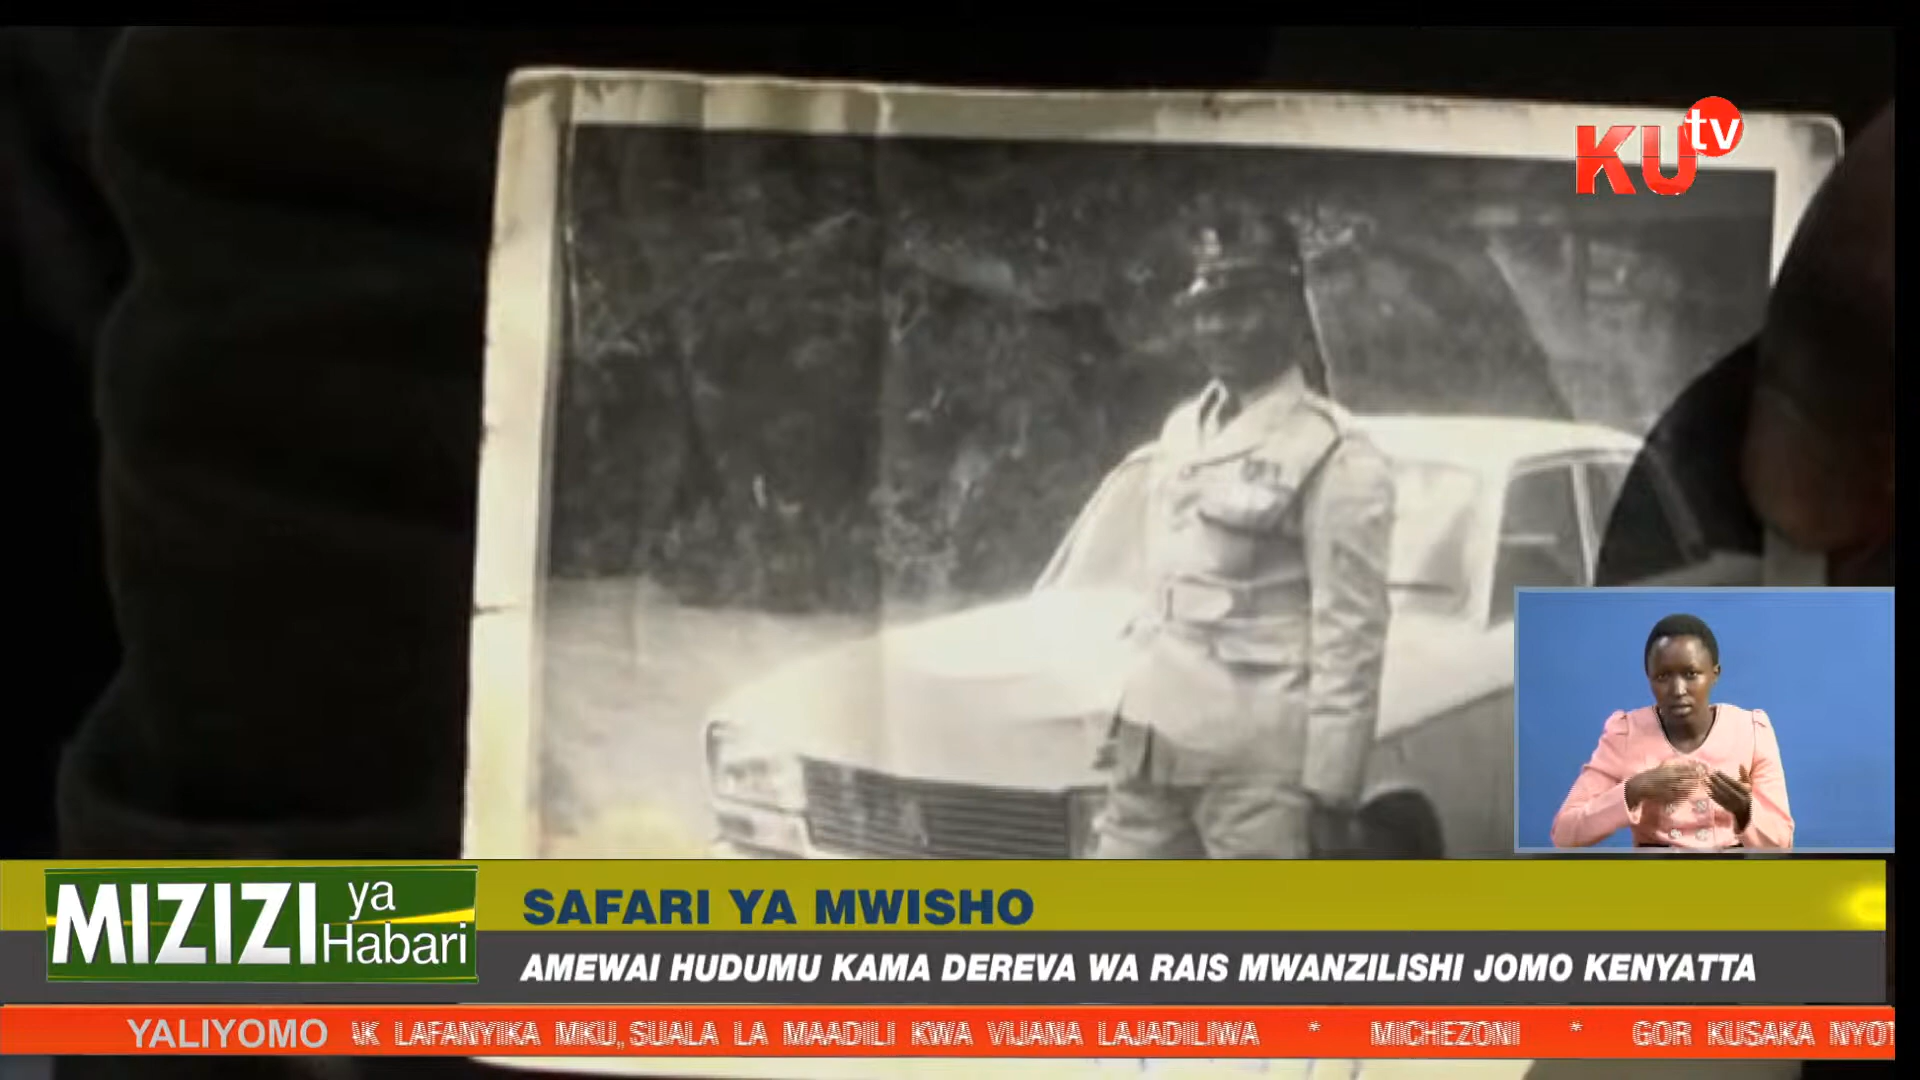 KU tv
MIZIZI ya Habari
SAFARI YA MWISHO
AMEWAI HUDUMU KAMA DEREVA WA RAIS MWANZILISHI JOMO KENYATTA
YALIYOMO
LAFANYIKA MKU,,SUALA LA MAADILI KWA VIJANA LAJADILIWA * MICHEZONI * GOR KUSAKA